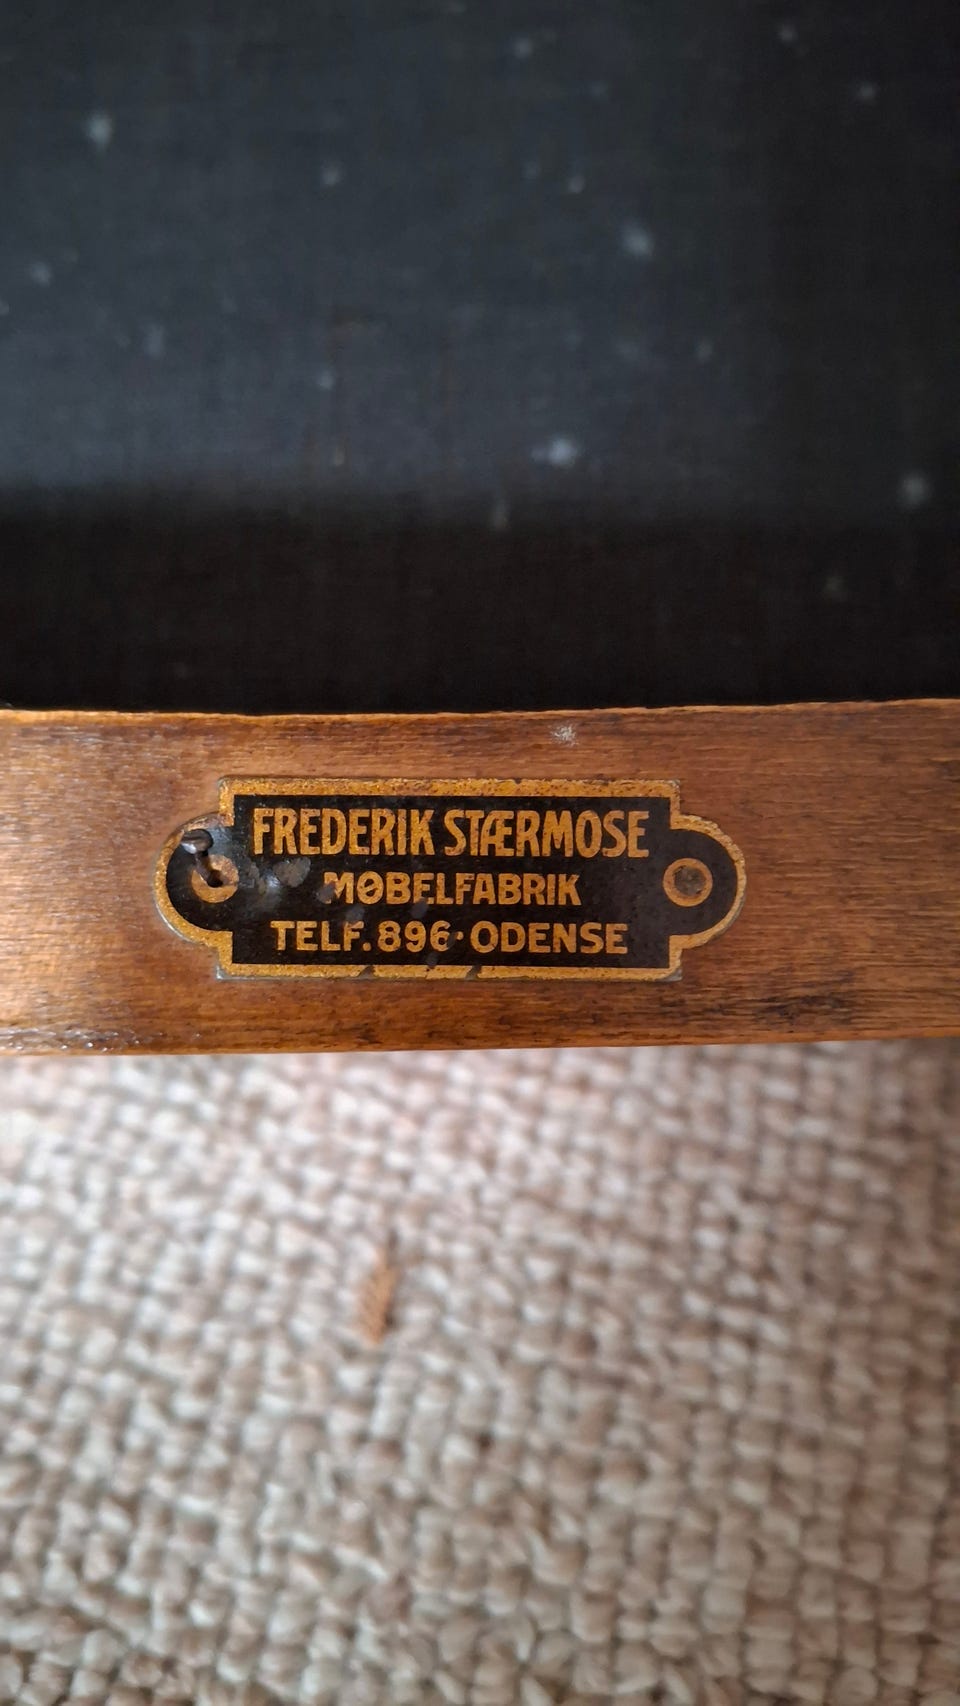 FREDERIK STÆRMOSE
MØBELFABRIK
TELF. 896 · ODENSE